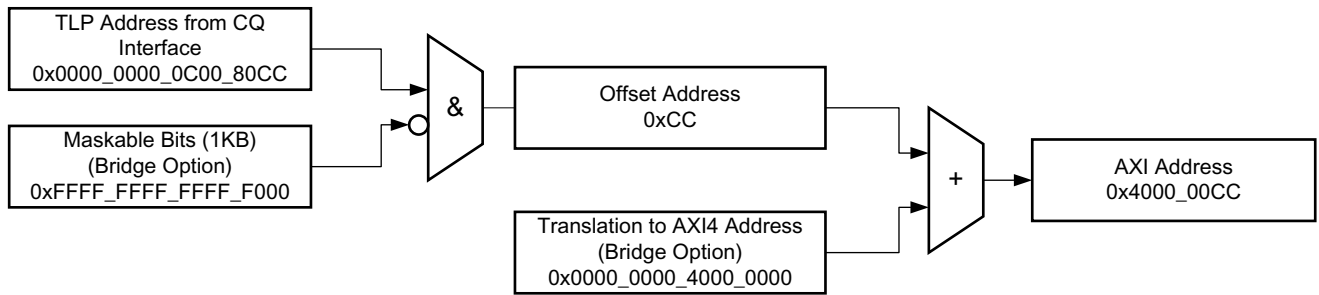 TLP Address from CQ
Interface
0x0000_0000_0C00_80CC
Maskable Bits (1KB)
(Bridge Option)
0xFFFF_FFFF_FFFF_F000
&
Offset Address
0xCC
Translation to AXI4 Address
(Bridge Option)
0x0000_0000_4000_0000
+
AXI Address
0x4000_00CC